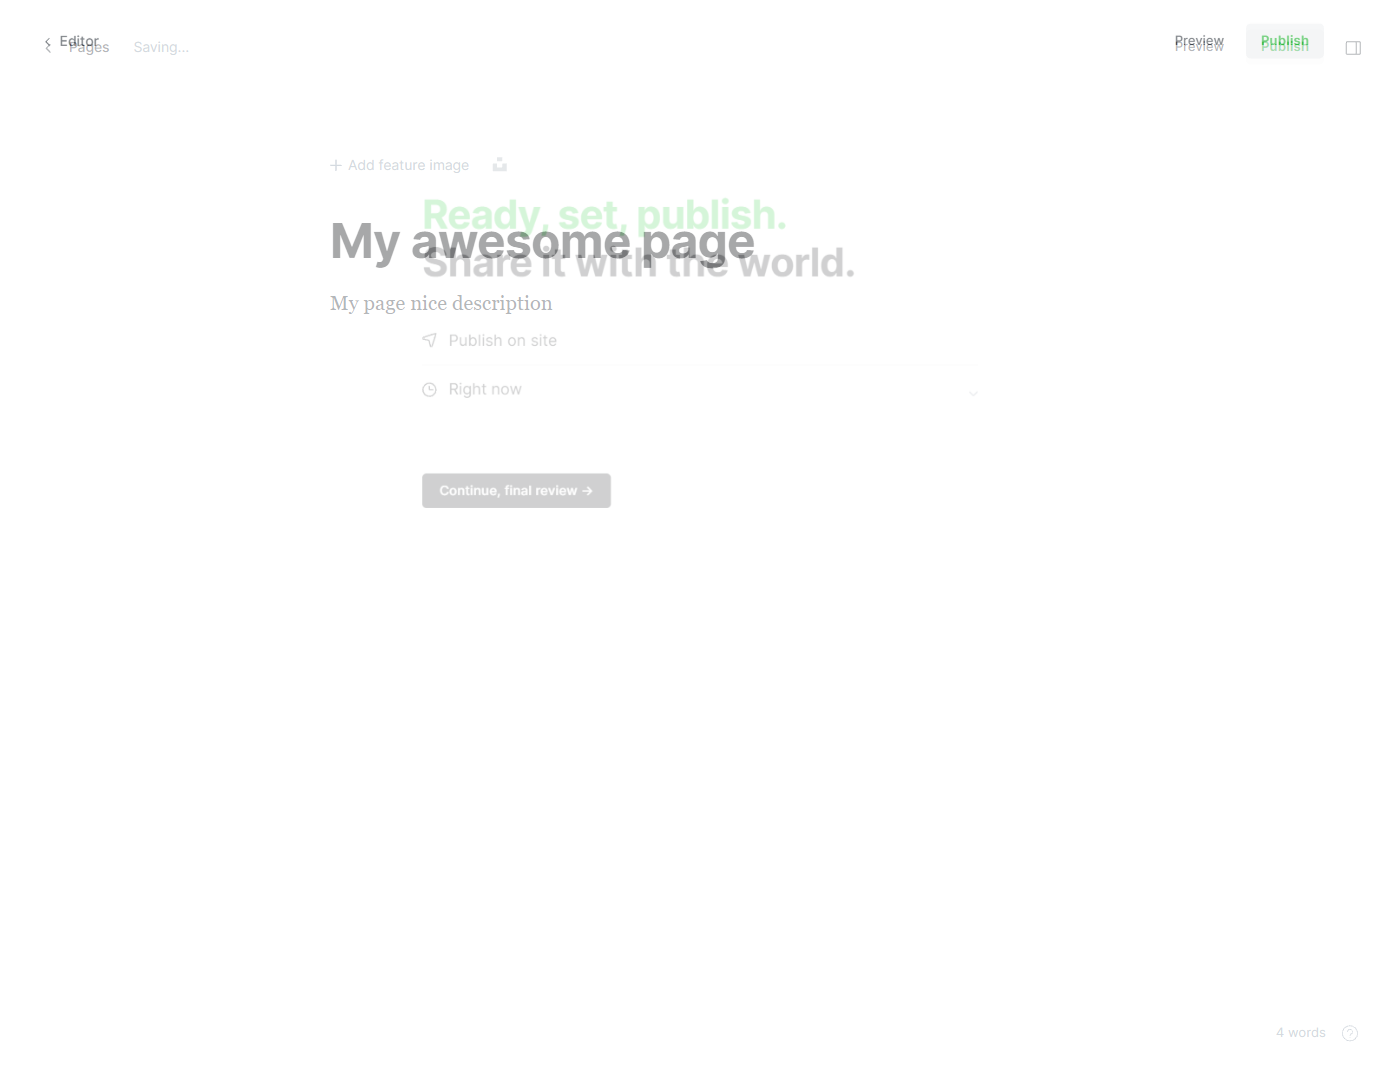 Editor
Pages Saving...
Preview Publish
Preview Publish
Add feature image
Ready, set, publish.
My awesome page
Share it with the world.
My page nice description
Publish on site
Right now
Continue, final review →
4 words